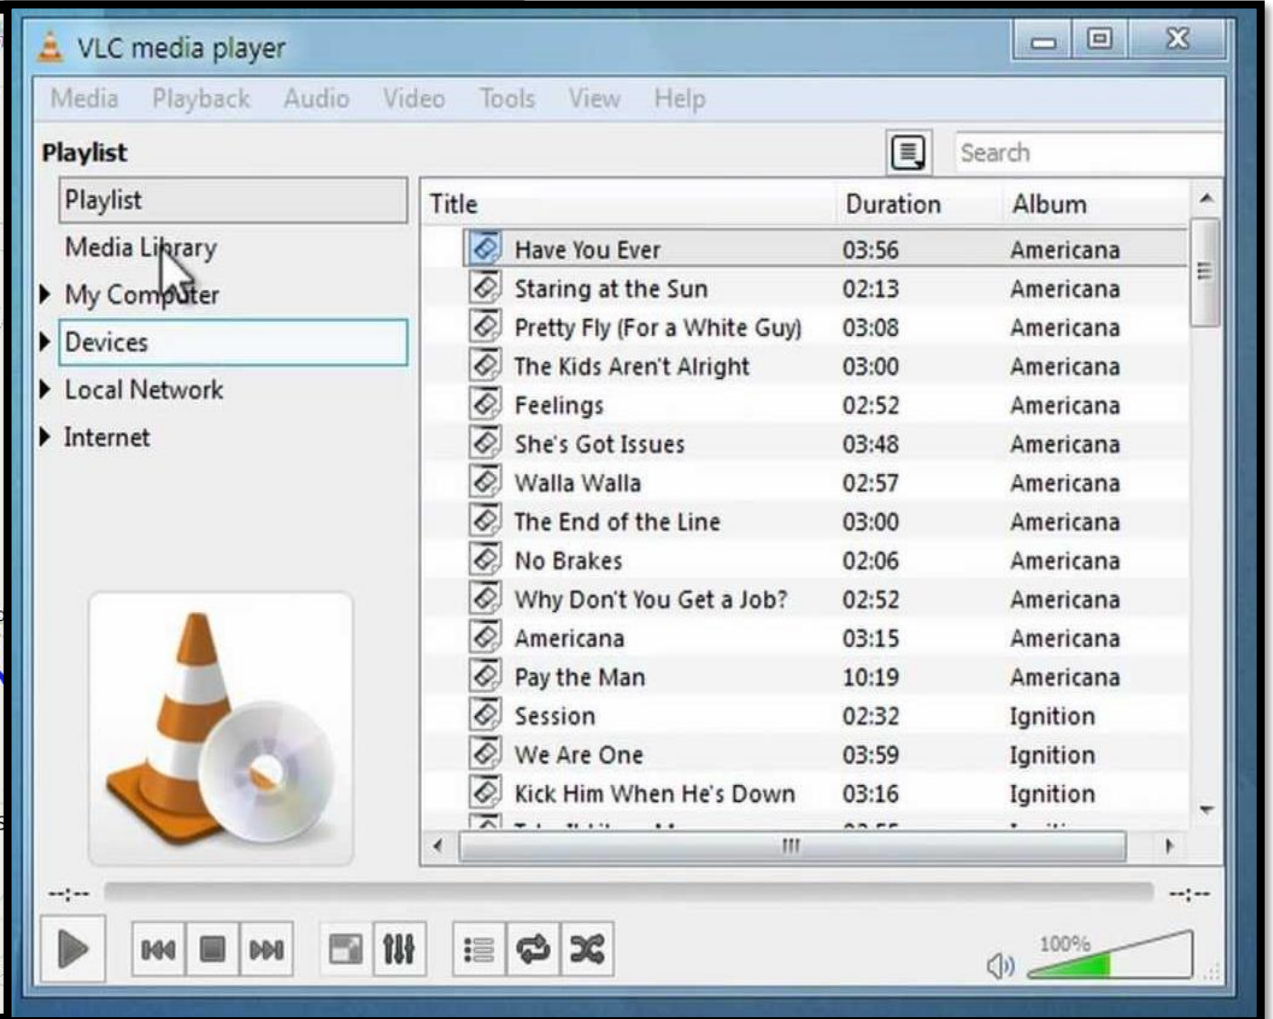 VLC media player
Media Playback Audio Video Tools View Help
Playlist
Search
Playlist
Media Library
My Computer
Devices
Local Network
Internet
Title Duration Album
Have You Ever 03:56 Americana
Staring at the Sun 02:13 Americana
Pretty Fly (For a White Guy) 03:08 Americana
The Kids Aren't Alright 03:00 Americana
Feelings 02:52 Americana
She's Got Issues 03:48 Americana
Walla Walla 02:57 Americana
The End of the Line 03:00 Americana
No Brakes 02:06 Americana
Why Don't You Get a Job? 02:52 Americana
Americana 03:15 Americana
Pay the Man 10:19 Americana
Session 02:32 Ignition
We Are One 03:59 Ignition
Kick Him When He's Down 03:16 Ignition
--:-- --:--
100%